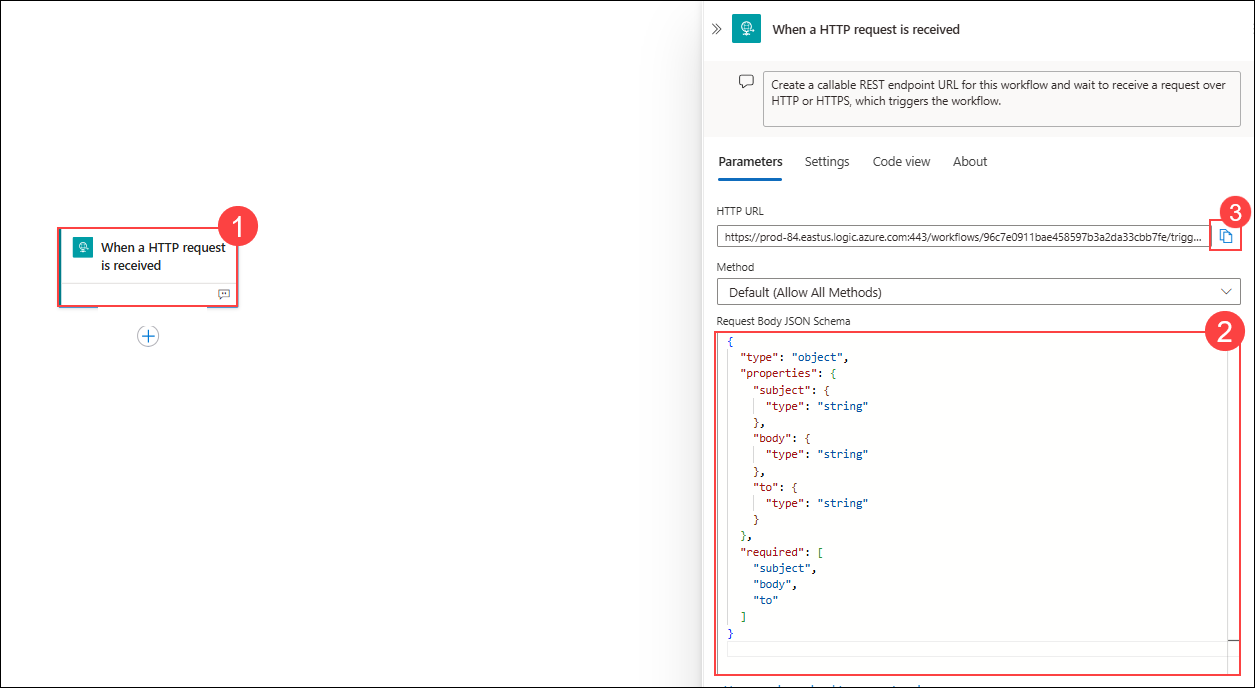 When a HTTP request is received
Create a callable REST endpoint URL for this workflow and wait to receive a request over
HTTP or HTTPS, which triggers the workflow.
Parameters Settings Code view About
1
When a HTTP request
is received
HTTP URL
3
https://prod-84.eastus.logic.azure.com:443/workflows/96c7e0911bae458597b3a2da33cbb7fe/trigg...
Method
Default (Allow All Methods)
Request Body JSON Schema
2
{
"type": "object",
"properties": {
"subject": {
"type": "string"
},
"body": {
"type": "string"
},
"to": {
"type": "string"
}
},
"required": [
"subject",
"body",
"to"
]
}